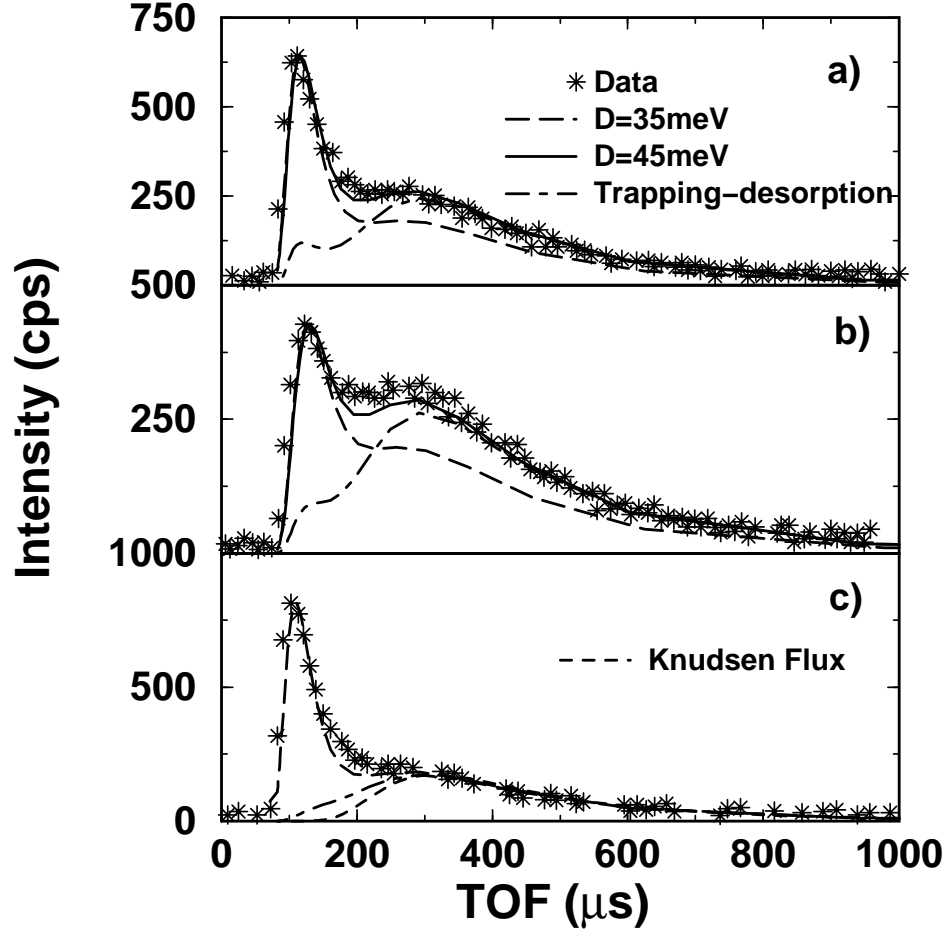 750
a)
Data
D=35meV
500
D=45meV
Trapping-desorption
250
500
b)
250
Intensity (cps)
1000
c)
Knudsen Flux
500
0
0 200 400 600 800 1000
TOF (μs)